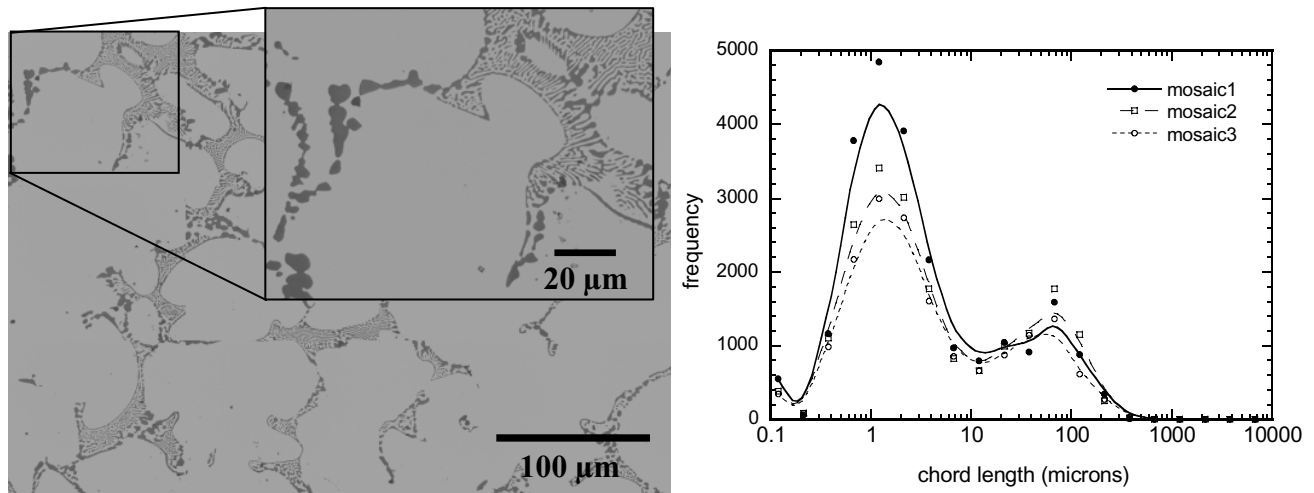 20 µm
100 µm
5000
4000
3000
2000
1000
0
frequency
mosaic1
mosaic2
mosaic3
0.1 1 10 100 1000 10000
chord length (microns)